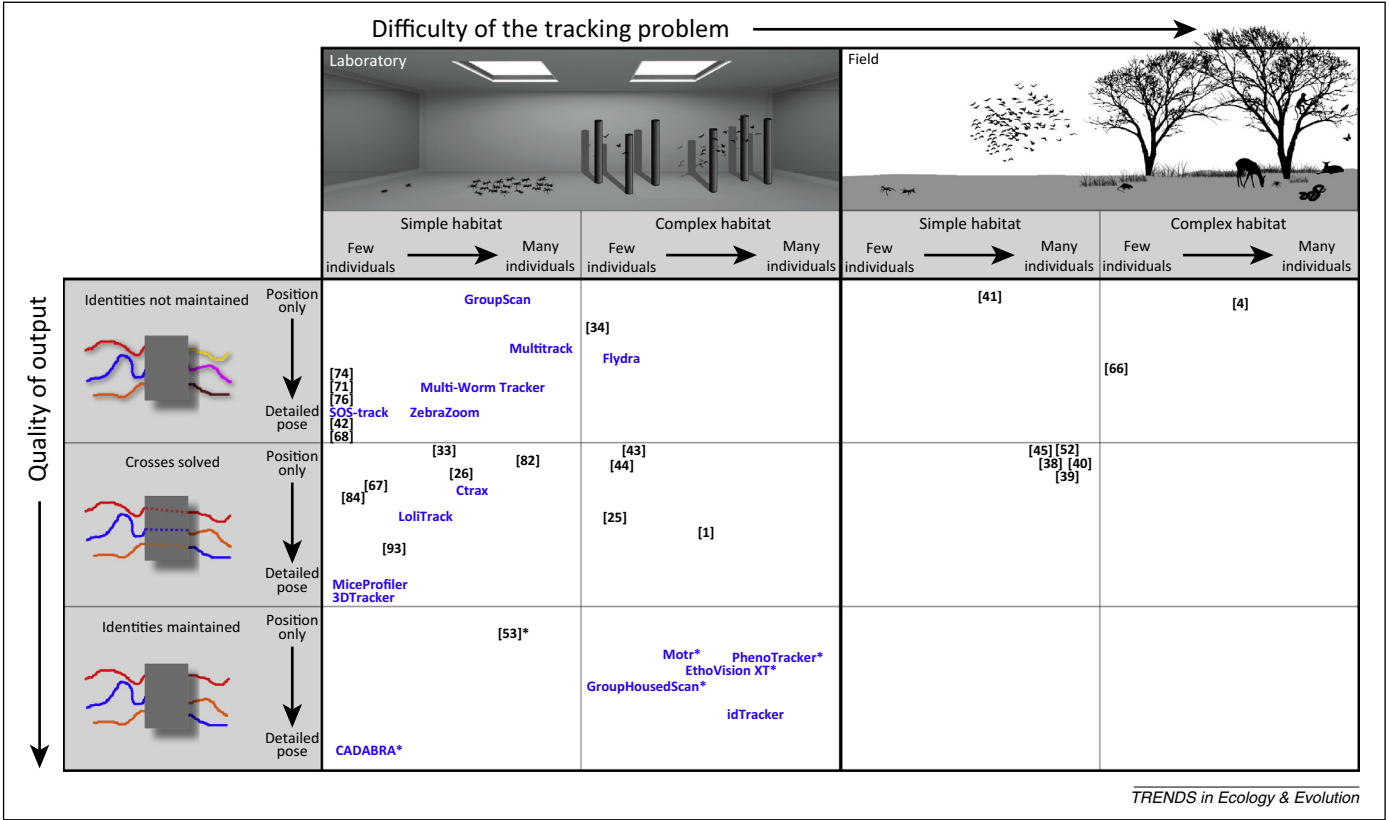 Difficulty of the tracking problem
Laboratory
Field
Simple habitat
Complex habitat
Simple habitat
Complex habitat
Few
individuals
Many
individuals
Few
individuals
Many
individuals
Few
individuals
Many
individuals
Few
individuals
Many
individuals
Quality of output
Identities not maintained
Position
only
Detailed
pose
GroupScan
Multitrack
[74]
[71]
Multi-Worm Tracker
[76]
SOS-track
ZebraZoom
[42]
[68]
[34]
Flydra
[41]
[4]
[66]
Crosses solved
Position
only
Detailed
pose
[33]
[82]
[26]
[67]
Ctrax
[84]
LoliTrack
[93]
MiceProfiler
3DTracker
[43]
[44]
[25]
[1]
[45] [52]
[38] [40]
[39]
Identities maintained
Position
only
Detailed
pose
[53]*
CADABRA*
Motr*
PhenoTracker*
EthoVision XT*
GroupHousedScan*
idTracker
TRENDS in Ecology & Evolution